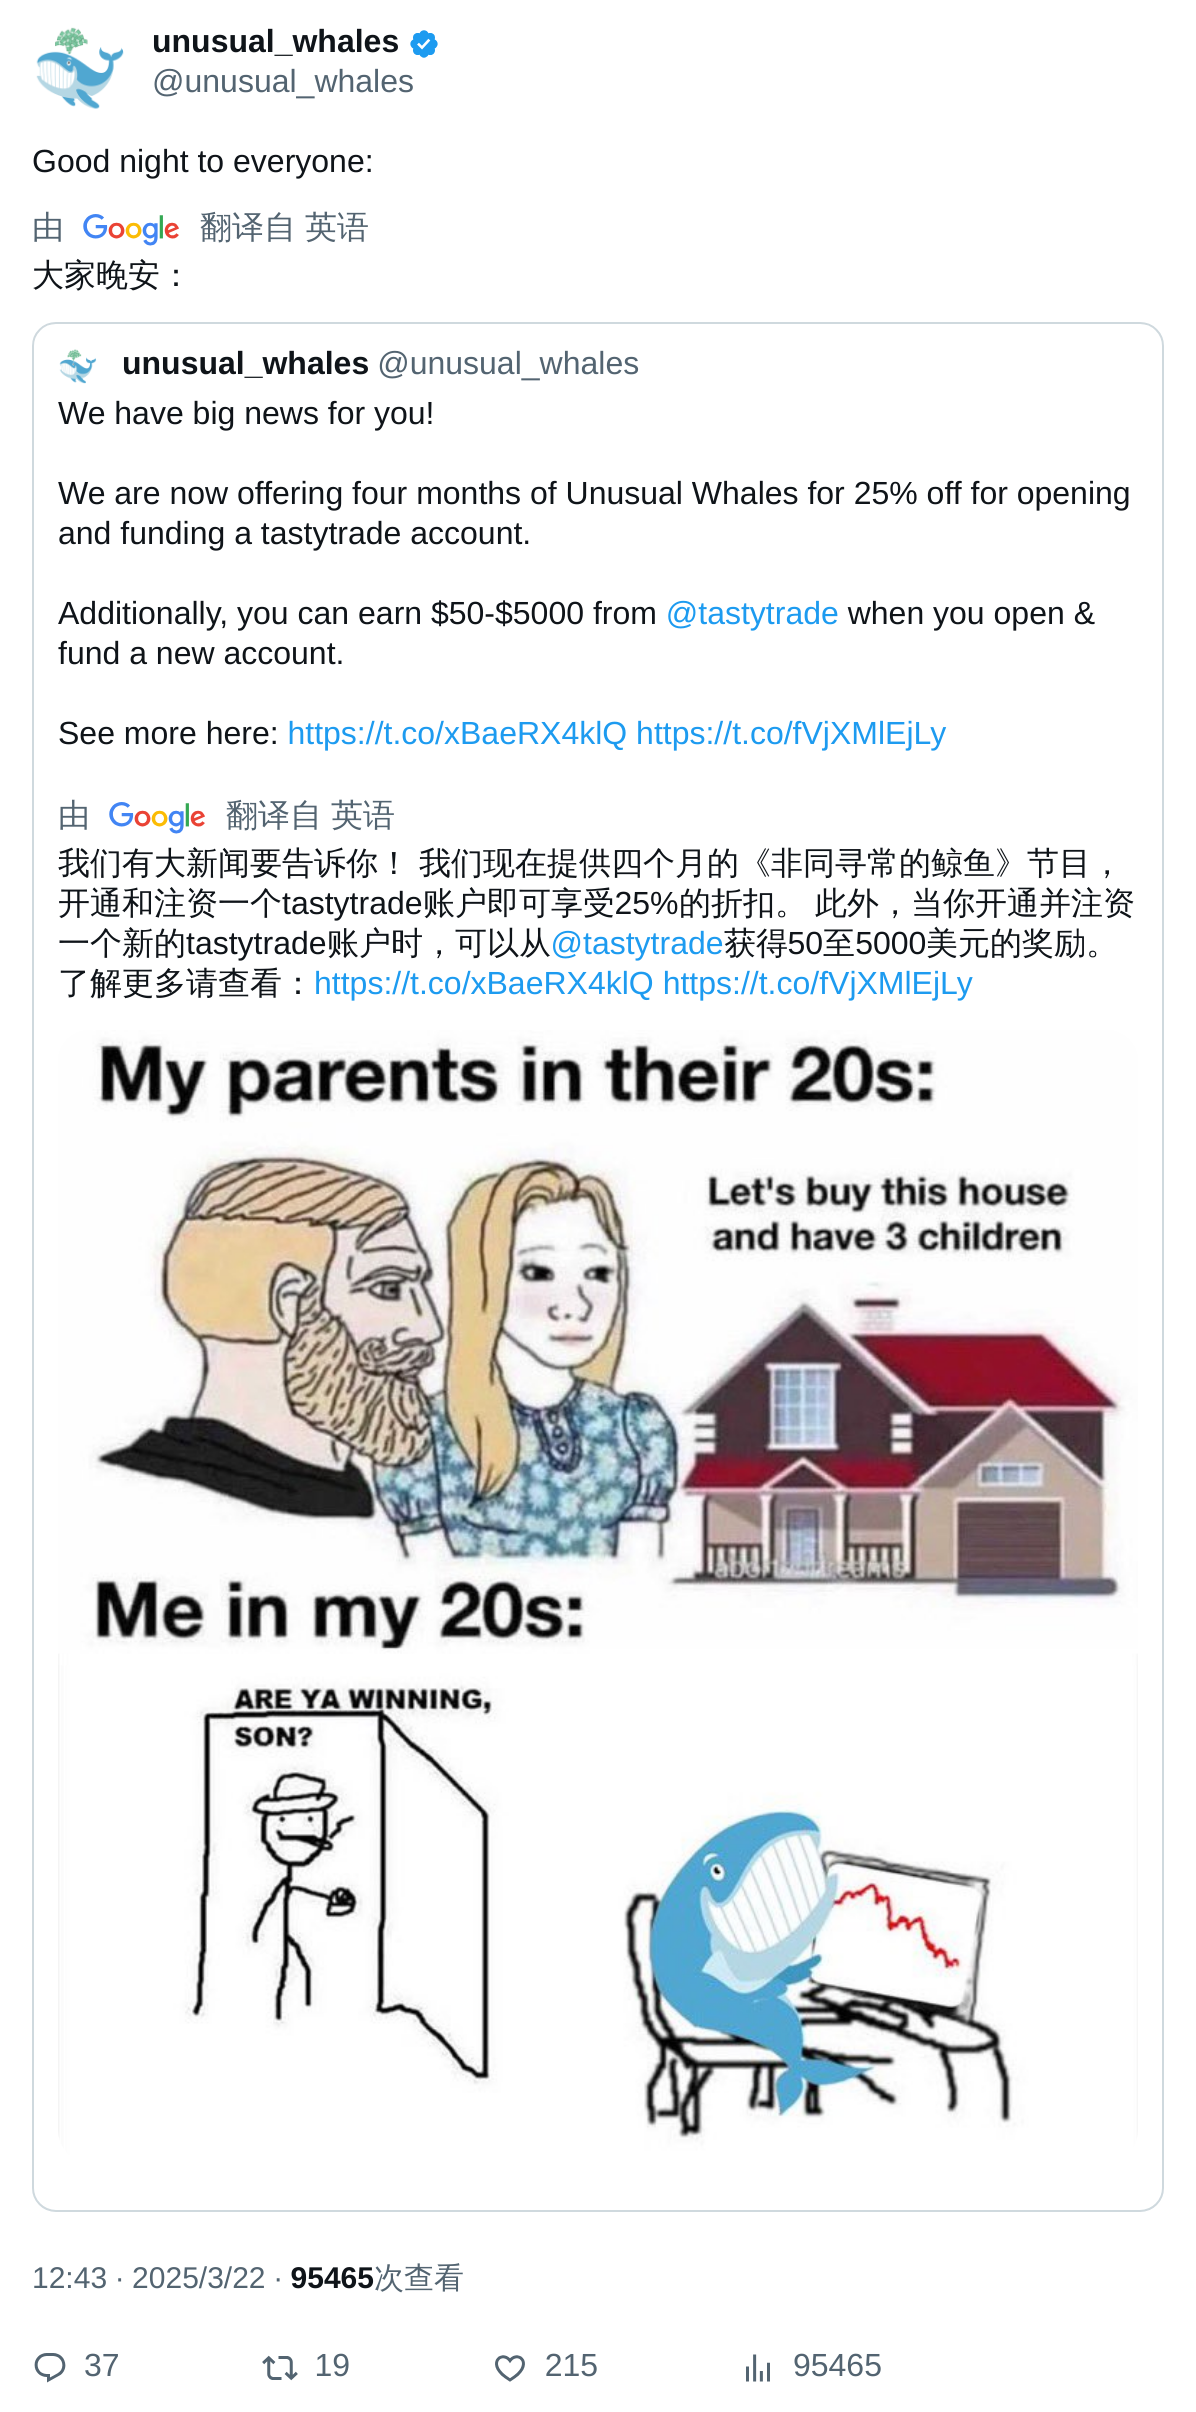 unusual_whales
@unusual_whales
Good night to everyone:
由 Google 翻译自 英语
大家晚安：
unusual_whales @unusual_whales
We have big news for you!
We are now offering four months of Unusual Whales for 25% off for opening
and funding a tastytrade account.
Additionally, you can earn $50-$5000 from @tastytrade when you open &
fund a new account.
See more here: https://t.co/xBaeRX4klQ https://t.co/fVjXMlEjLy
由 Google 翻译自 英语
我们有大新闻要告诉你！ 我们现在提供四个月的《非同寻常的鲸鱼》节目，
开通和注资一个tastytrade账户即可享受25%的折扣。 此外，当你开通并注资
一个新的tastytrade账户时，可以从@tastytrade获得50至5000美元的奖励。
了解更多请查看：https://t.co/xBaeRX4klQ https://t.co/fVjXMlEjLy
My parents in their 20s:
Let's buy this house
and have 3 children
Me in my 20s:
ARE YA WINNING,
SON?
12:43 · 2025/3/22 · 95465次查看
37 19 215 95465